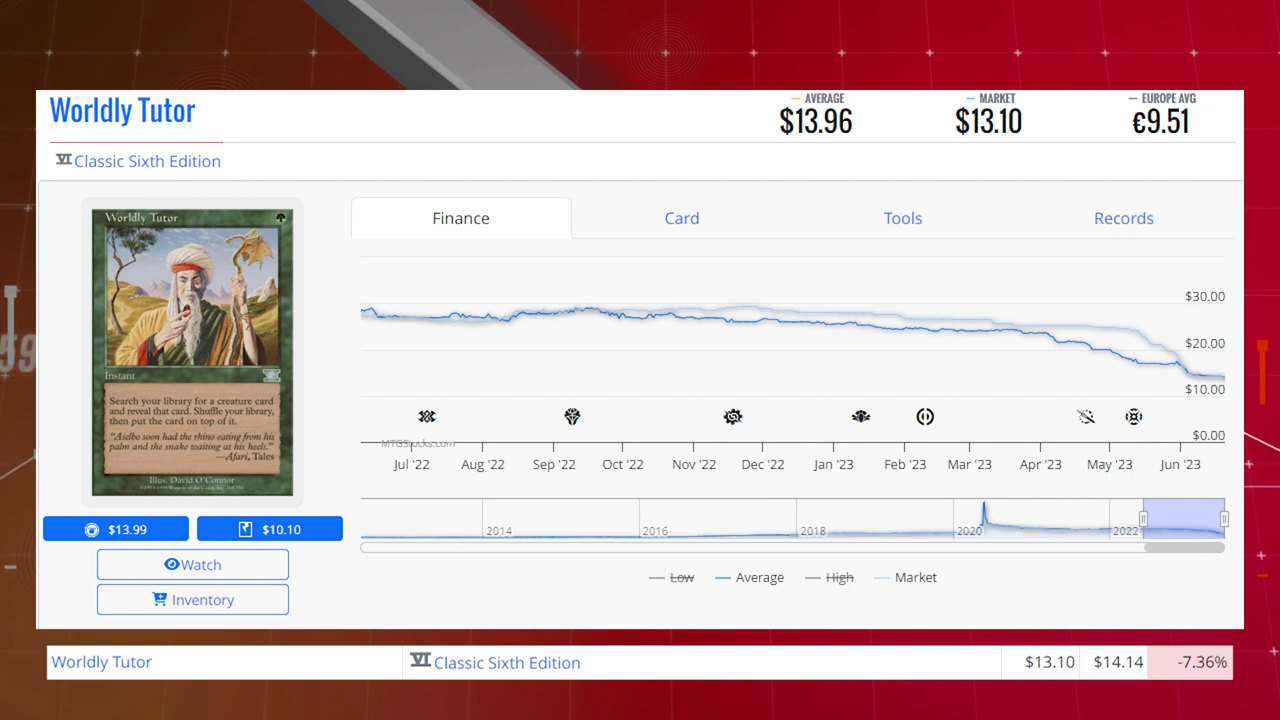 Worldly Tutor
AVERAGE
$13.96
MARKET
$13.10
EUROPE AVG
€9.51
VI Classic Sixth Edition
Finance
Card
Tools
Records
Worldly Tutor
Instant
Search your library for a creature card
and reveal that card. Shuffle your library,
then put the card on top of it.
"Aselbo soon had the rhino eating from his
palm and the snake waiting at his heels."
—Afari, Tales
Illus. David O'Connor
$30.00
$20.00
$10.00
$0.00
MTGStocks.com
Jul '22
Aug '22
Sep '22
Oct '22
Nov '22
Dec '22
Jan '23
Feb '23
Mar '23
Apr '23
May '23
Jun '23
2014
2016
2018
2020
2022
Low
Average
High
Market
$13.99
$10.10
Watch
Inventory
59
Worldly Tutor
VI Classic Sixth Edition
$13.10
$14.14
-7.36%